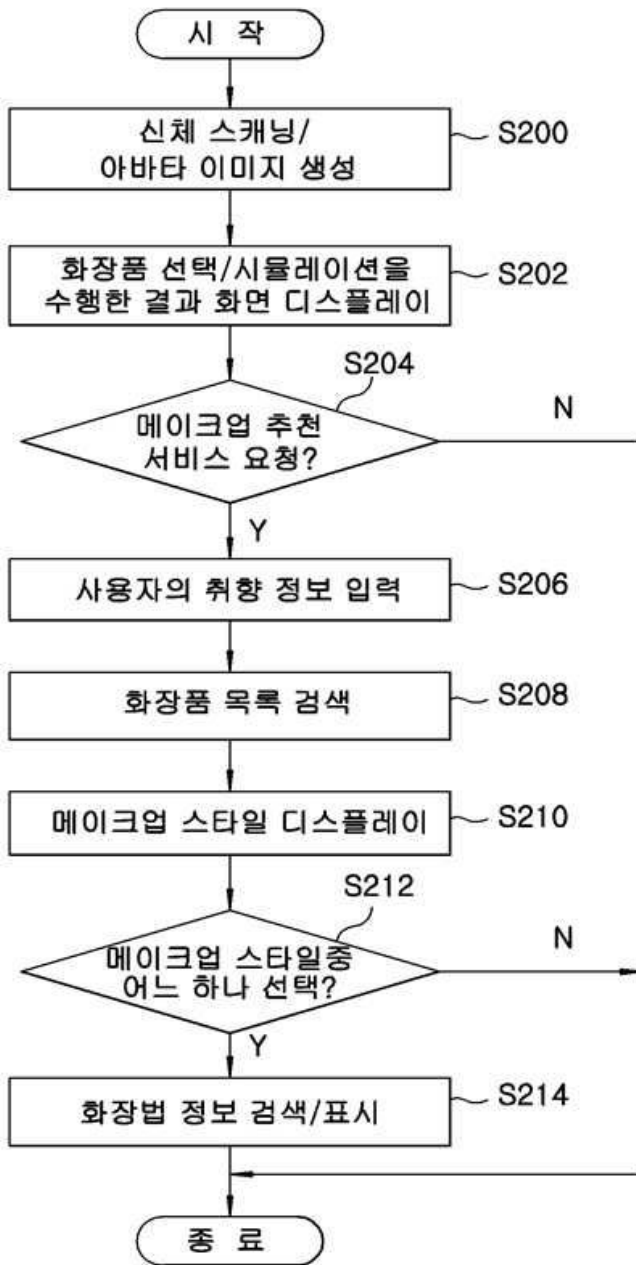 시 작
신체 스캐닝/
아바타 이미지 생성
S200
화장품 선택/시뮬레이션을
수행한 결과 화면 디스플레이
S202
S204
메이크업 추천
서비스 요청?
N
Y
사용자의 취향 정보 입력
S206
화장품 목록 검색
S208
메이크업 스타일 디스플레이
S210
S212
메이크업 스타일중
어느 하나 선택?
N
Y
화장법 정보 검색/표시
S214
종 료